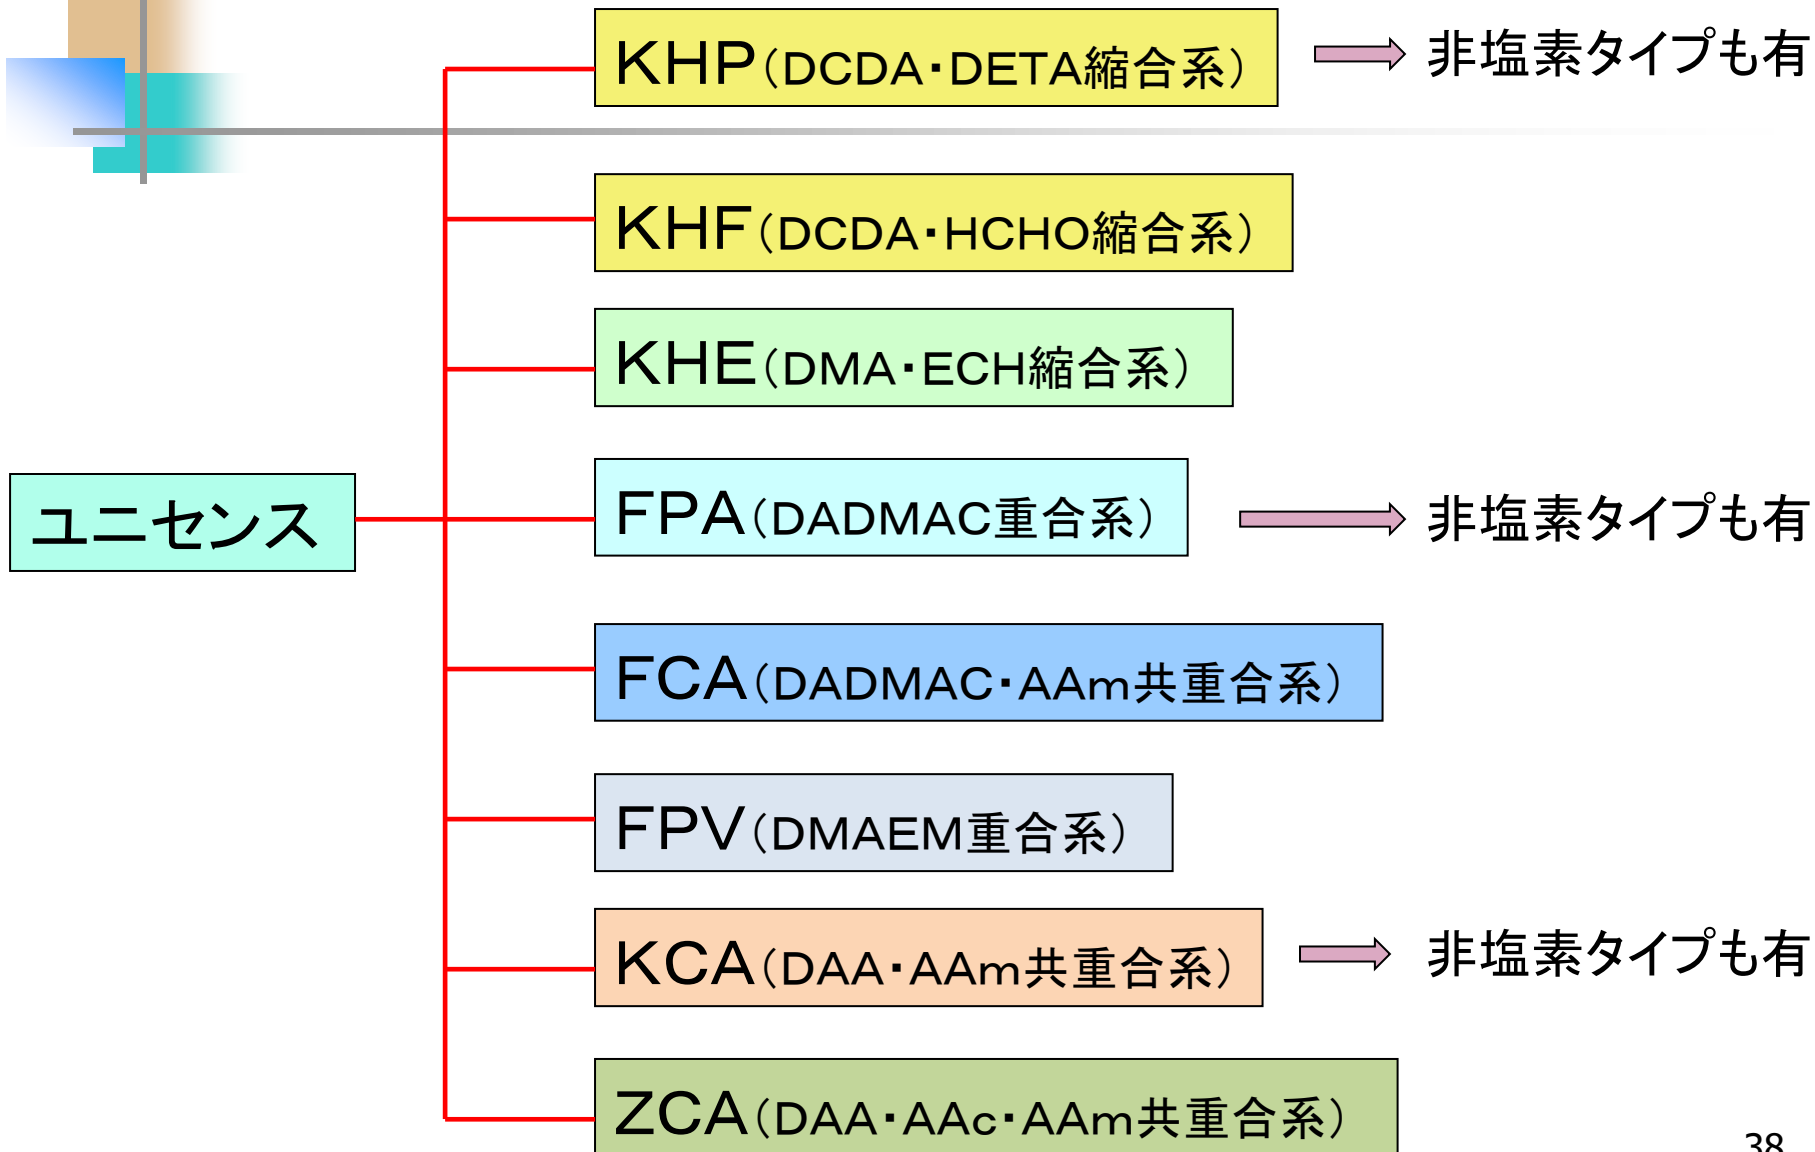 KHP(DCDA・DETA縮合系)
非塩素タイプも有
KHF(DCDA・HCHO縮合系)
KHE(DMA・ECH縮合系)
ユニセンス
FPA(DADMAC重合系)
非塩素タイプも有
FCA(DADMAC・AAm共重合系)
FPV(DMAEM重合系)
KCA(DAA・AAm共重合系)
非塩素タイプも有
ZCA(DAA・AAc・AAm共重合系)
38